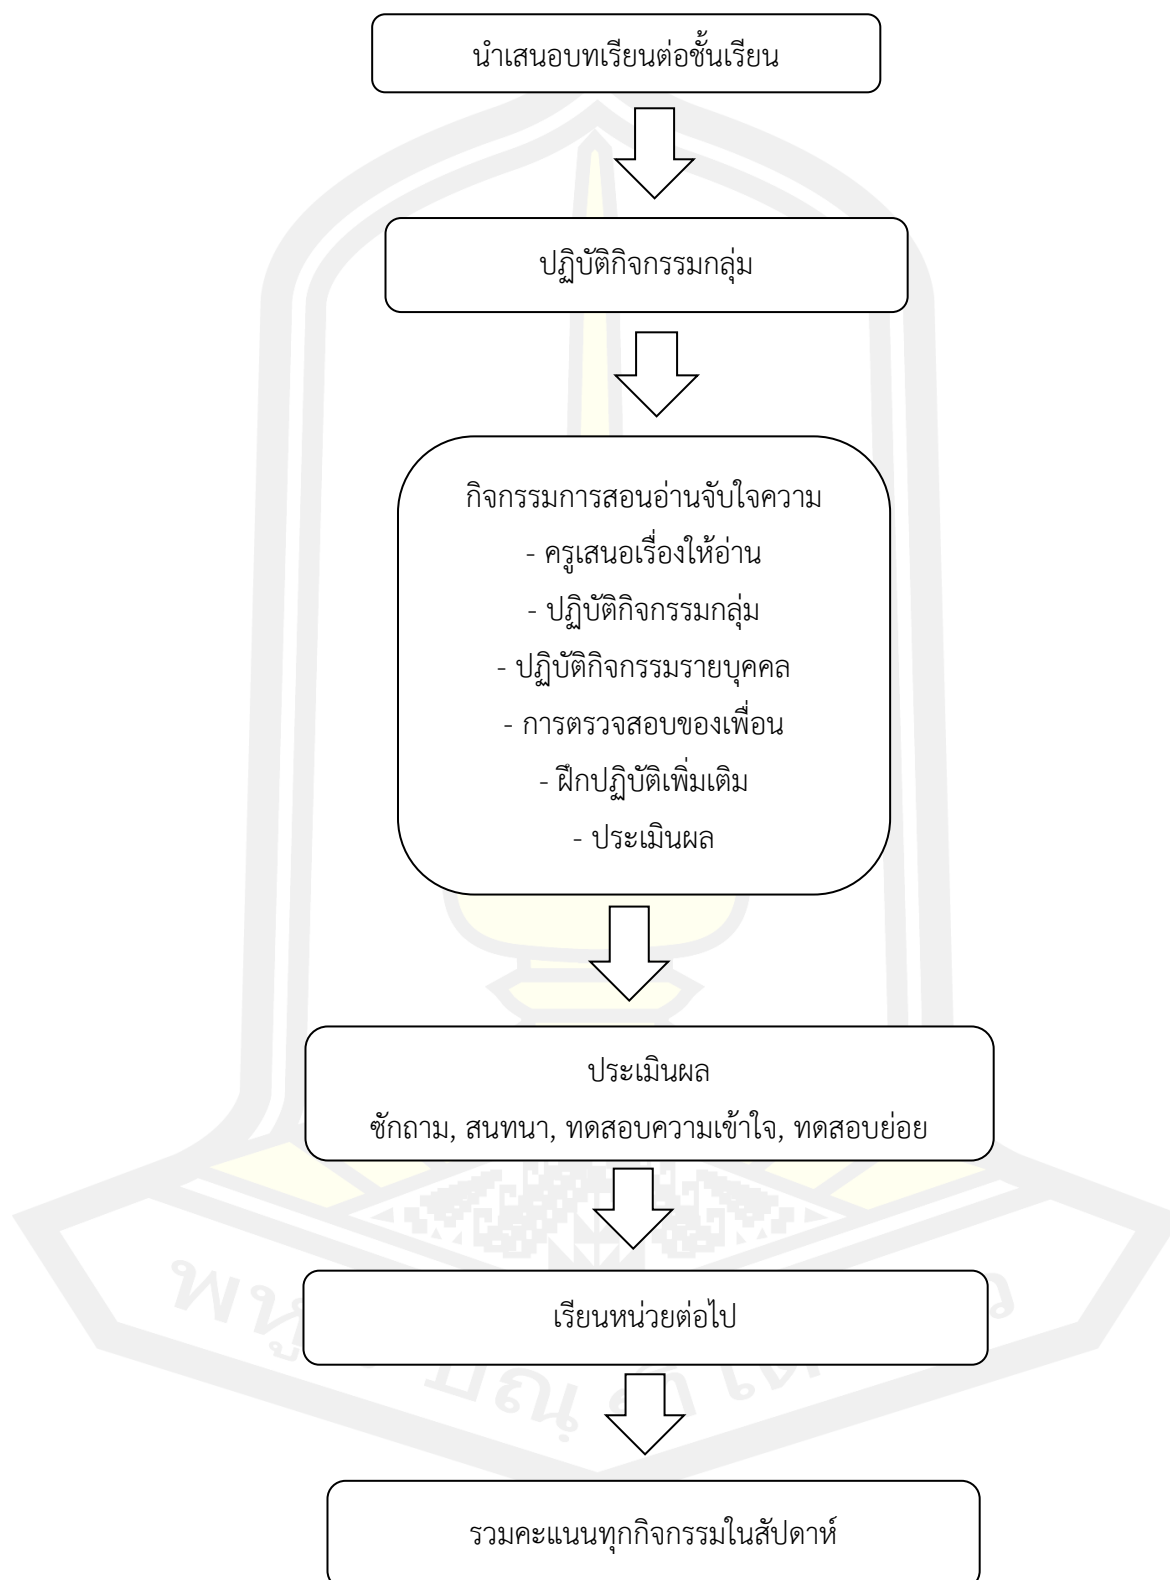 นำเสนอบทเรียนต่อชั้นเรียน
ปฏิบัติกิจกรรมกลุ่ม
กิจกรรมการสอนอ่านจับใจความ
- ครูเสนอเรื่องให้อ่าน
- ปฏิบัติกิจกรรมกลุ่ม
- ปฏิบัติกิจกรรมรายบุคคล
- การตรวจสอบของเพื่อน
- ฝึกปฏิบัติเพิ่มเติม
- ประเมินผล
ประเมินผล
ซักถาม, สนทนา, ทดสอบความเข้าใจ, ทดสอบย่อย
เรียนหน่วยต่อไป
รวมคะแนนทุกกิจกรรมในสัปดาห์